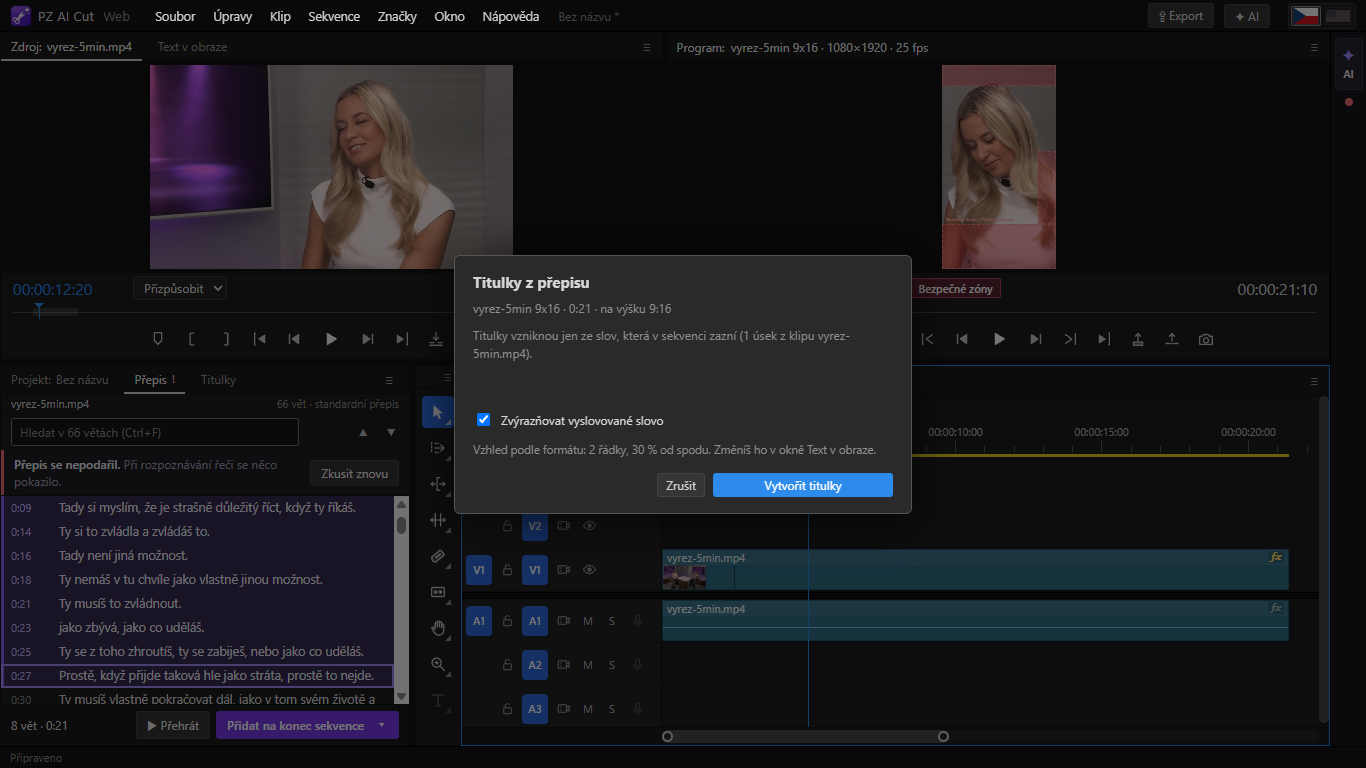 PZ AI Cut Web Soubor Úpravy Klip Sekvence Značky Okno Nápověda Bez názvu * Export AI
Zdroj: vyrez-5min.mp4 Text v obraze
Program: vyrez-5min 9x16 · 1080×1920 · 25 fps
AI
00:00:12:20 Přizpůsobit
Bezpečné zóny 00:00:21:10
Titulky z přepisu
vyrez-5min 9x16 · 0:21 · na výšku 9:16
Titulky vzniknou jen ze slov, která v sekvenci zazní (1 úsek z klipu vyrez-
5min.mp4).
Zvýrazňovat vyslovované slovo
Vzhled podle formátu: 2 řádky, 30 % od spodu. Změníš ho v okně Text v obraze.
Zrušit Vytvořit titulky
Projekt: Bez názvu Přepis ! Titulky
vyrez-5min.mp4 66 vět · standardní přepis
Hledat v 66 větách (Ctrl+F)
Přepis se nepodařil. Při rozpoznávání řeči se něco
pokazilo.
Zkusit znovu
0:09 Tady si myslím, že je strašně důležitý říct, když ty říkáš.
0:14 Ty si to zvládla a zvládáš to.
0:16 Tady není jiná možnost.
0:18 Ty nemáš v tu chvíle jako vlastně jinou možnost.
0:21 Ty musíš to zvládnout.
0:23 jako zbývá, jako co uděláš.
0:25 Ty se z toho zhroutíš, ty se zabiješ, nebo jako co uděláš.
0:27 Prostě, když přijde taková hle jako stráta, prostě to nejde.
0:30 Ty musíš vlastně pokračovat dál, jako v tom svém životě a
8 vět · 0:21 Přehrát Přidat na konec sekvence
00:00:10:00 00:00:15:00 00:00:20:00
V2
V1 V1 vyrez-5min.mp4 fx
A1 A1 M S vyrez-5min.mp4 fx
A2 M S
A3 M S
T
Připraveno